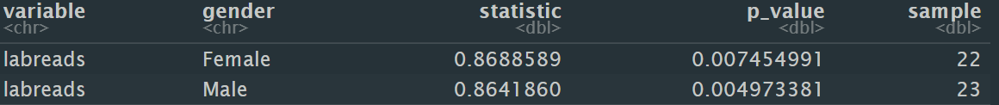 variable gender statistic p_value sample
<chr> <chr> <dbl> <dbl> <dbl>
labreads Female 0.8688589 0.007454991 22
labreads Male 0.8641860 0.004973381 23